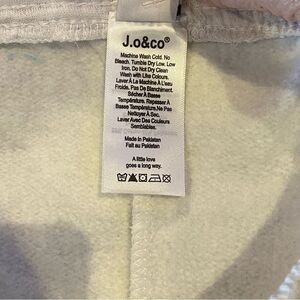 J.o&co®
Machine Wash Cold. No
Bleach. Tumble Dry Low. Low
Iron. Do Not Dry Clean
Wash with Like Colours.
Laver À La Machine À L'eau
Froide. Pas De Blanchiment.
Sécher À Basse
Température. Repasser À
Basse Température.Ne Pas
Nettoyer À Sec.
Laver Avec Des Couleurs
Semblables.
Made in Pakistan
Fait au Pakistan
A little love
goes a long way.